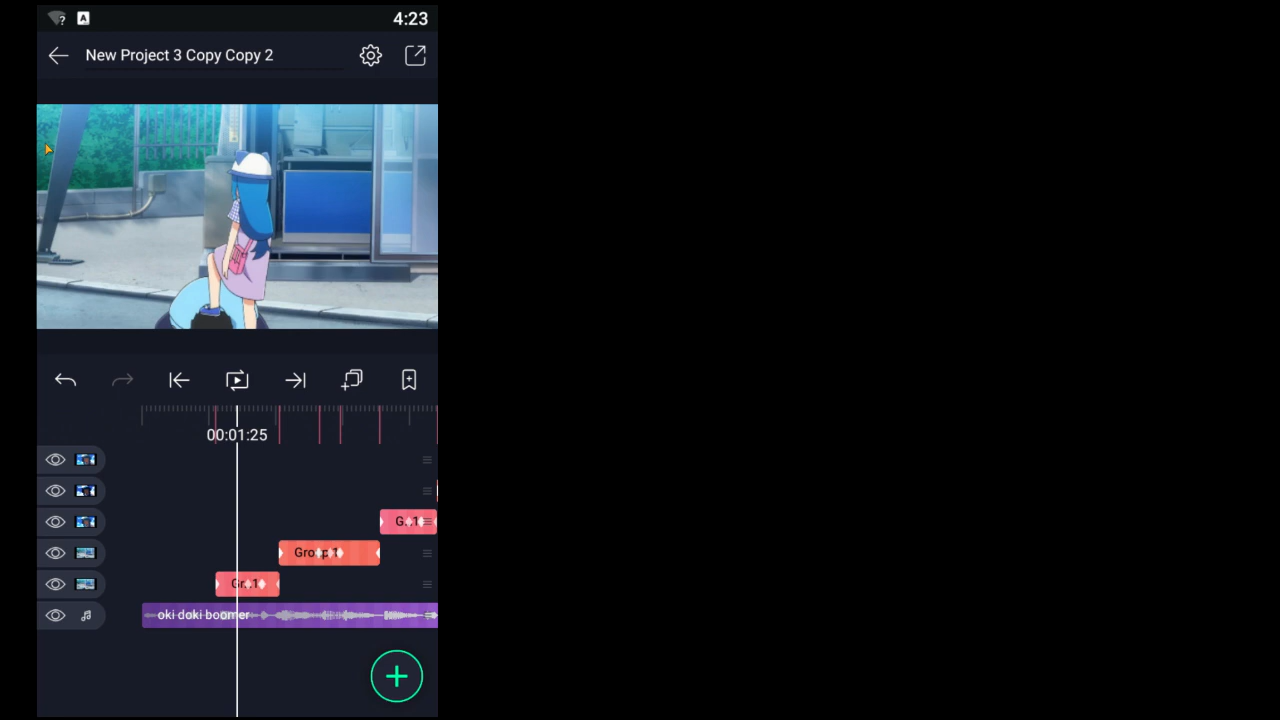 ? A 4:23
New Project 3 Copy Copy 2
00:01:25
G..1
Group 1
Gr..1
oki doki boomer